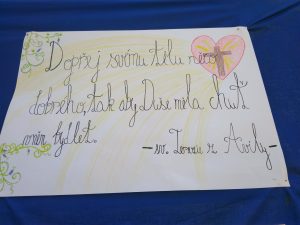 Dopřej svému tělu něco
dobrého, tak aby Duše měla chuť
v něm bydlet.
- sv. Terezie z Avily -